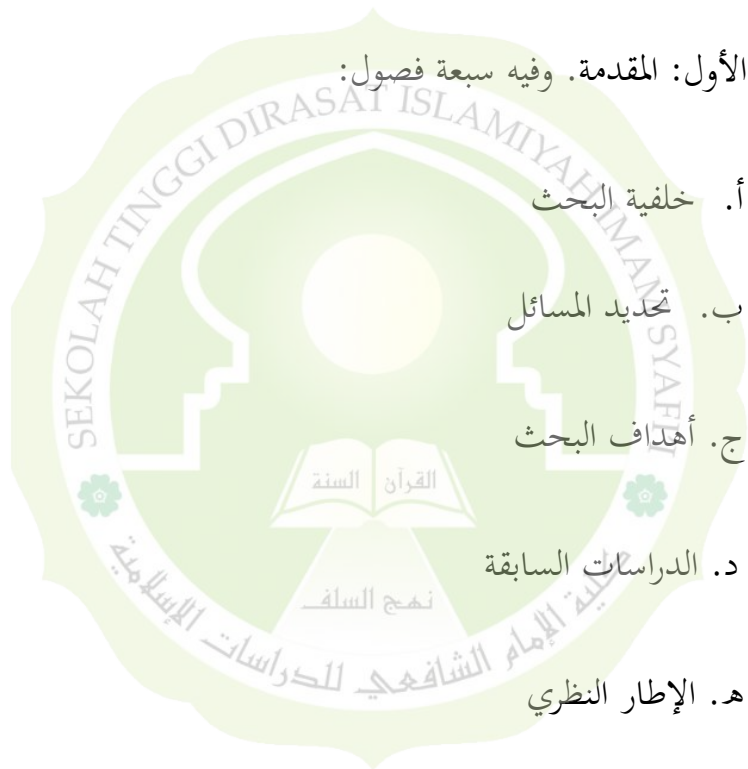 الأول: المقدمة. وفيه سبعة فصول:
SEKOLAH TINGGI DIRASAT ISLAMIYAH IMAM SYAFI'I
أ. خلفية البحث
ب. تحديد المسائل
ج. أهداف البحث
القرآن السنة
د. الدراسات السابقة
نهج السلف
كلية الإمام الشافعي للدراسات الإسلامية
ه. الإطار النظري